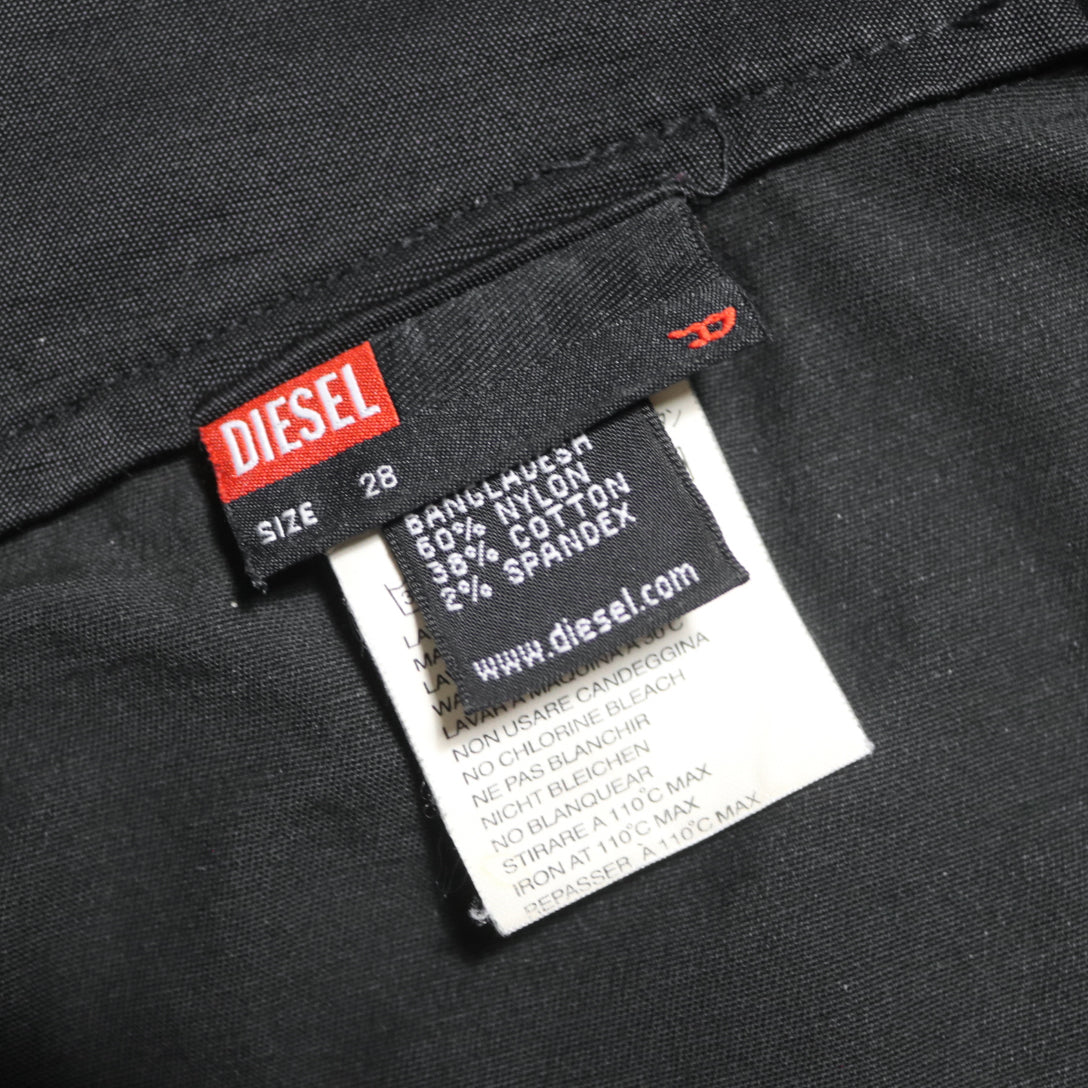 DIESEL
SIZE 28
BANGLADESH
60% NYLON
38% COTTON
2% SPANDEX
www.diesel.com
LAVAR A MAQUINA A 30°C
NON USARE CANDEGGINA
NO CHLORINE BLEACH
NE PAS BLANCHIR
NICHT BLEICHEN
NO BLANQUEAR
STIRARE A 110°C MAX
IRON AT 110°C MAX
REPASSER À 110°C MAX